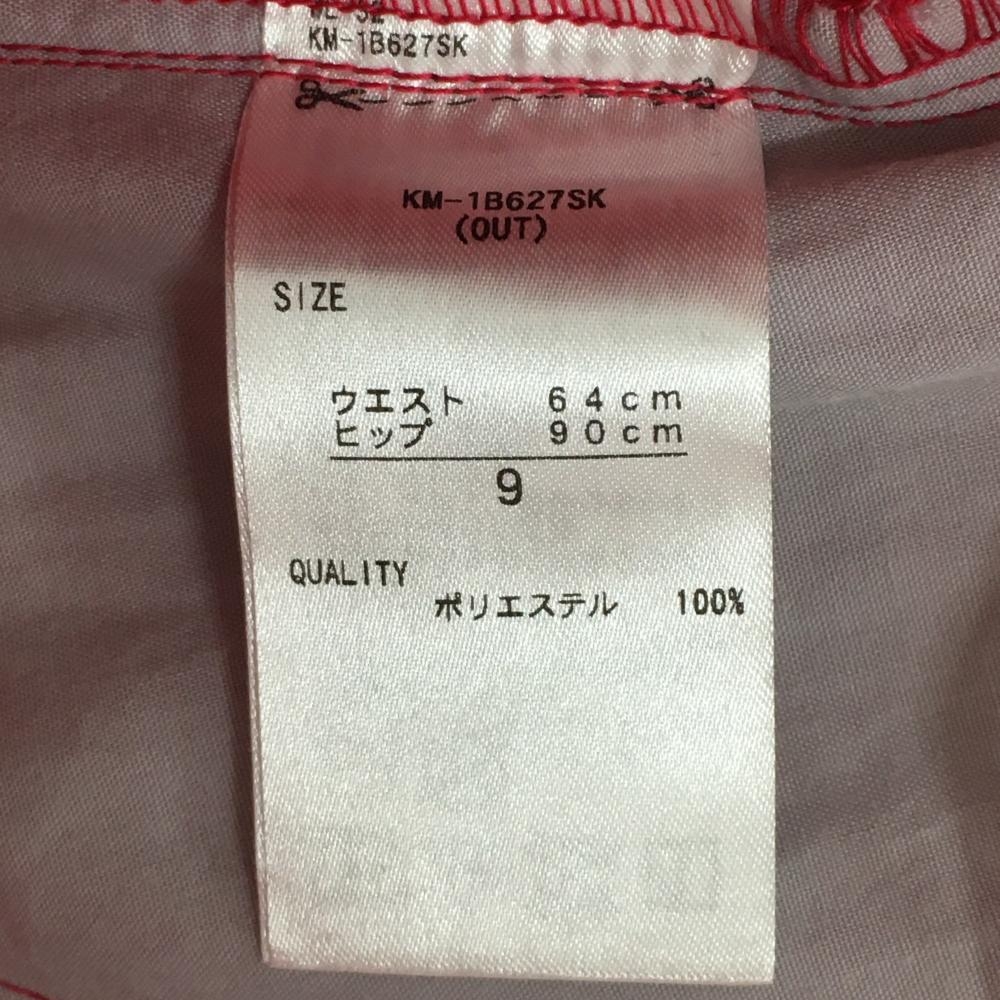 KM-1B627SK
KM-1B627SK
(OUT)
SIZE
ウエスト 64cm
ヒップ 90cm
9
QUALITY
ポリエステル 100%